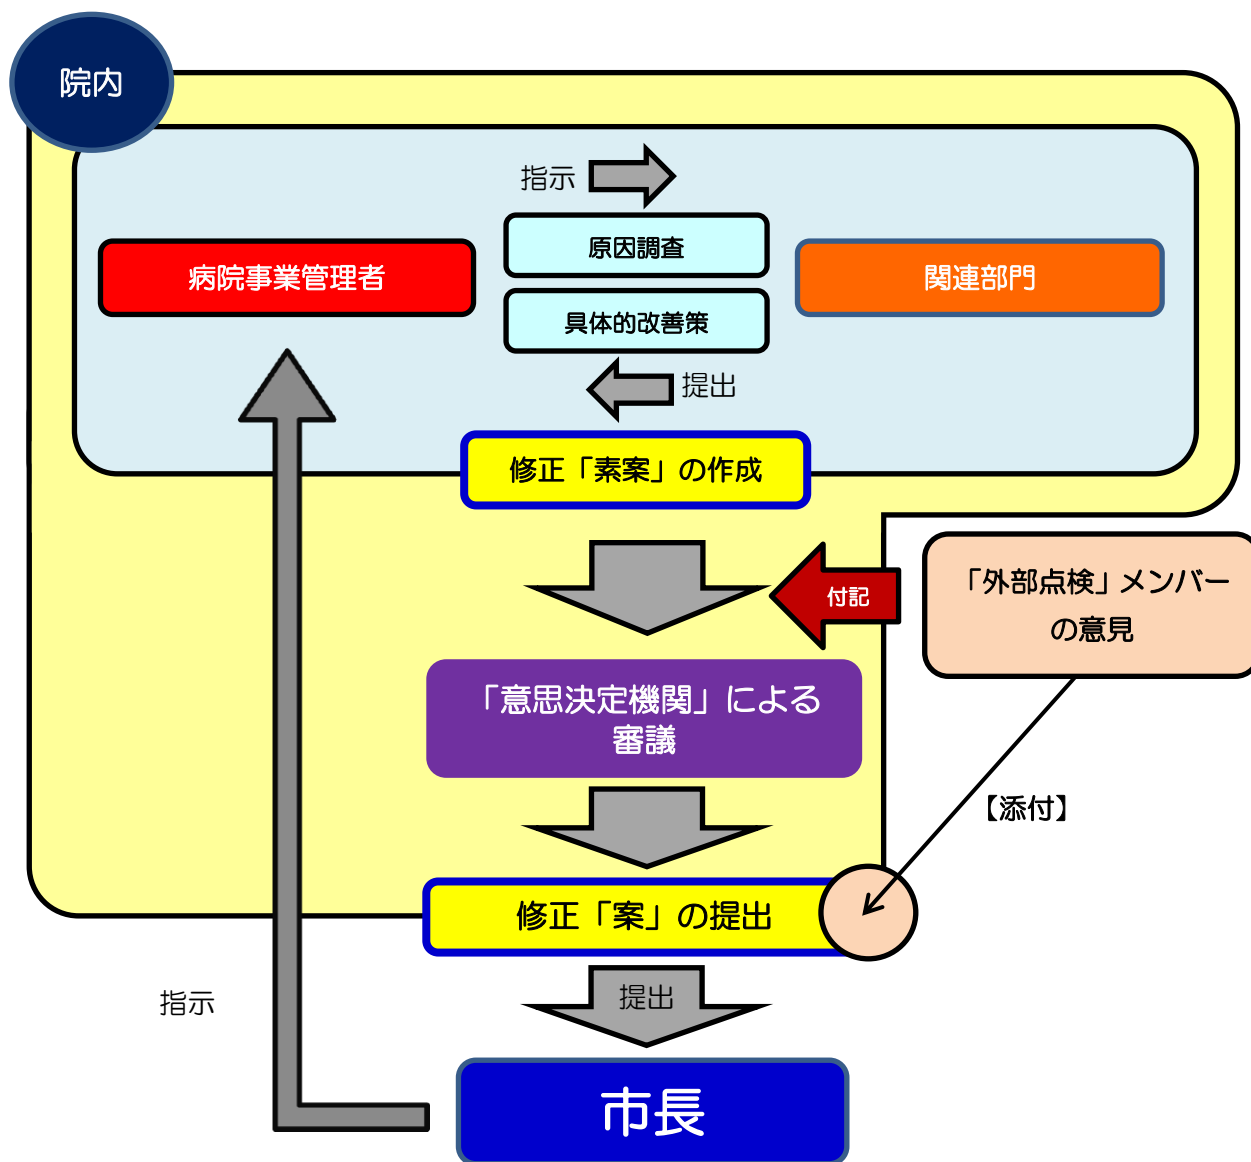 院内
指示
病院事業管理者
原因調査
関連部門
具体的改善策
提出
修正「素案」の作成
付記
「外部点検」メンバー
の意見
「意思決定機関」による
審議
【添付】
修正「案」の提出
提出
指示
市長